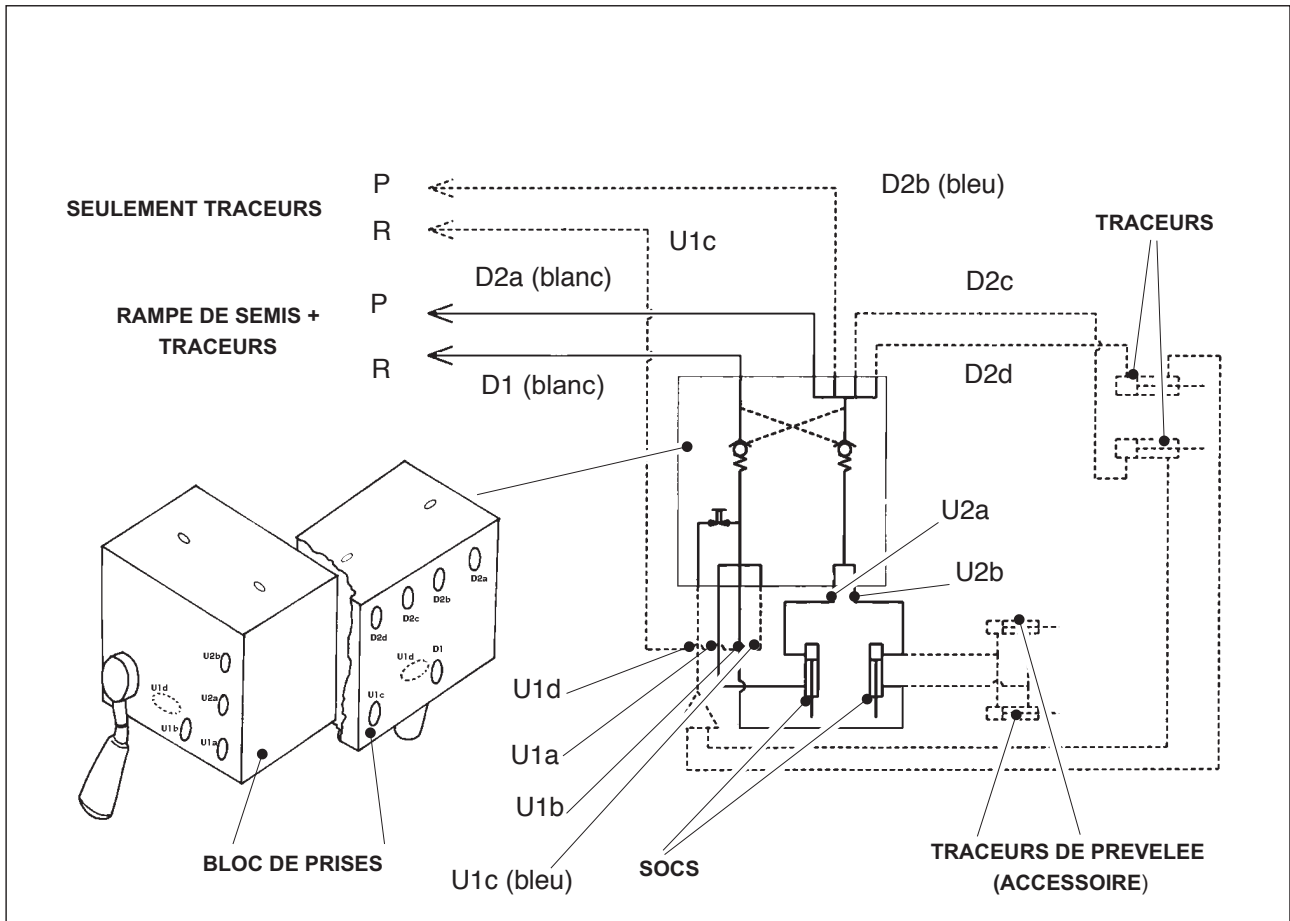 P
D2b (bleu)
SEULEMENT TRACEURS
TRACEURS
R
U1c
D2a (blanc)
D2c
P
RAMPE DE SEMIS +
TRACEURS
R
D2d
D1 (blanc)
U2a
U2b
D2a
D2b
D2c
D2d
U1d
D1
U1c
U2b
U1d
U2a
U1b
U1a
U1d
U1a
U1b
U1c (bleu)
BLOC DE PRISES
SOCS
TRACEURS DE PREVELEE
(ACCESSOIRE)